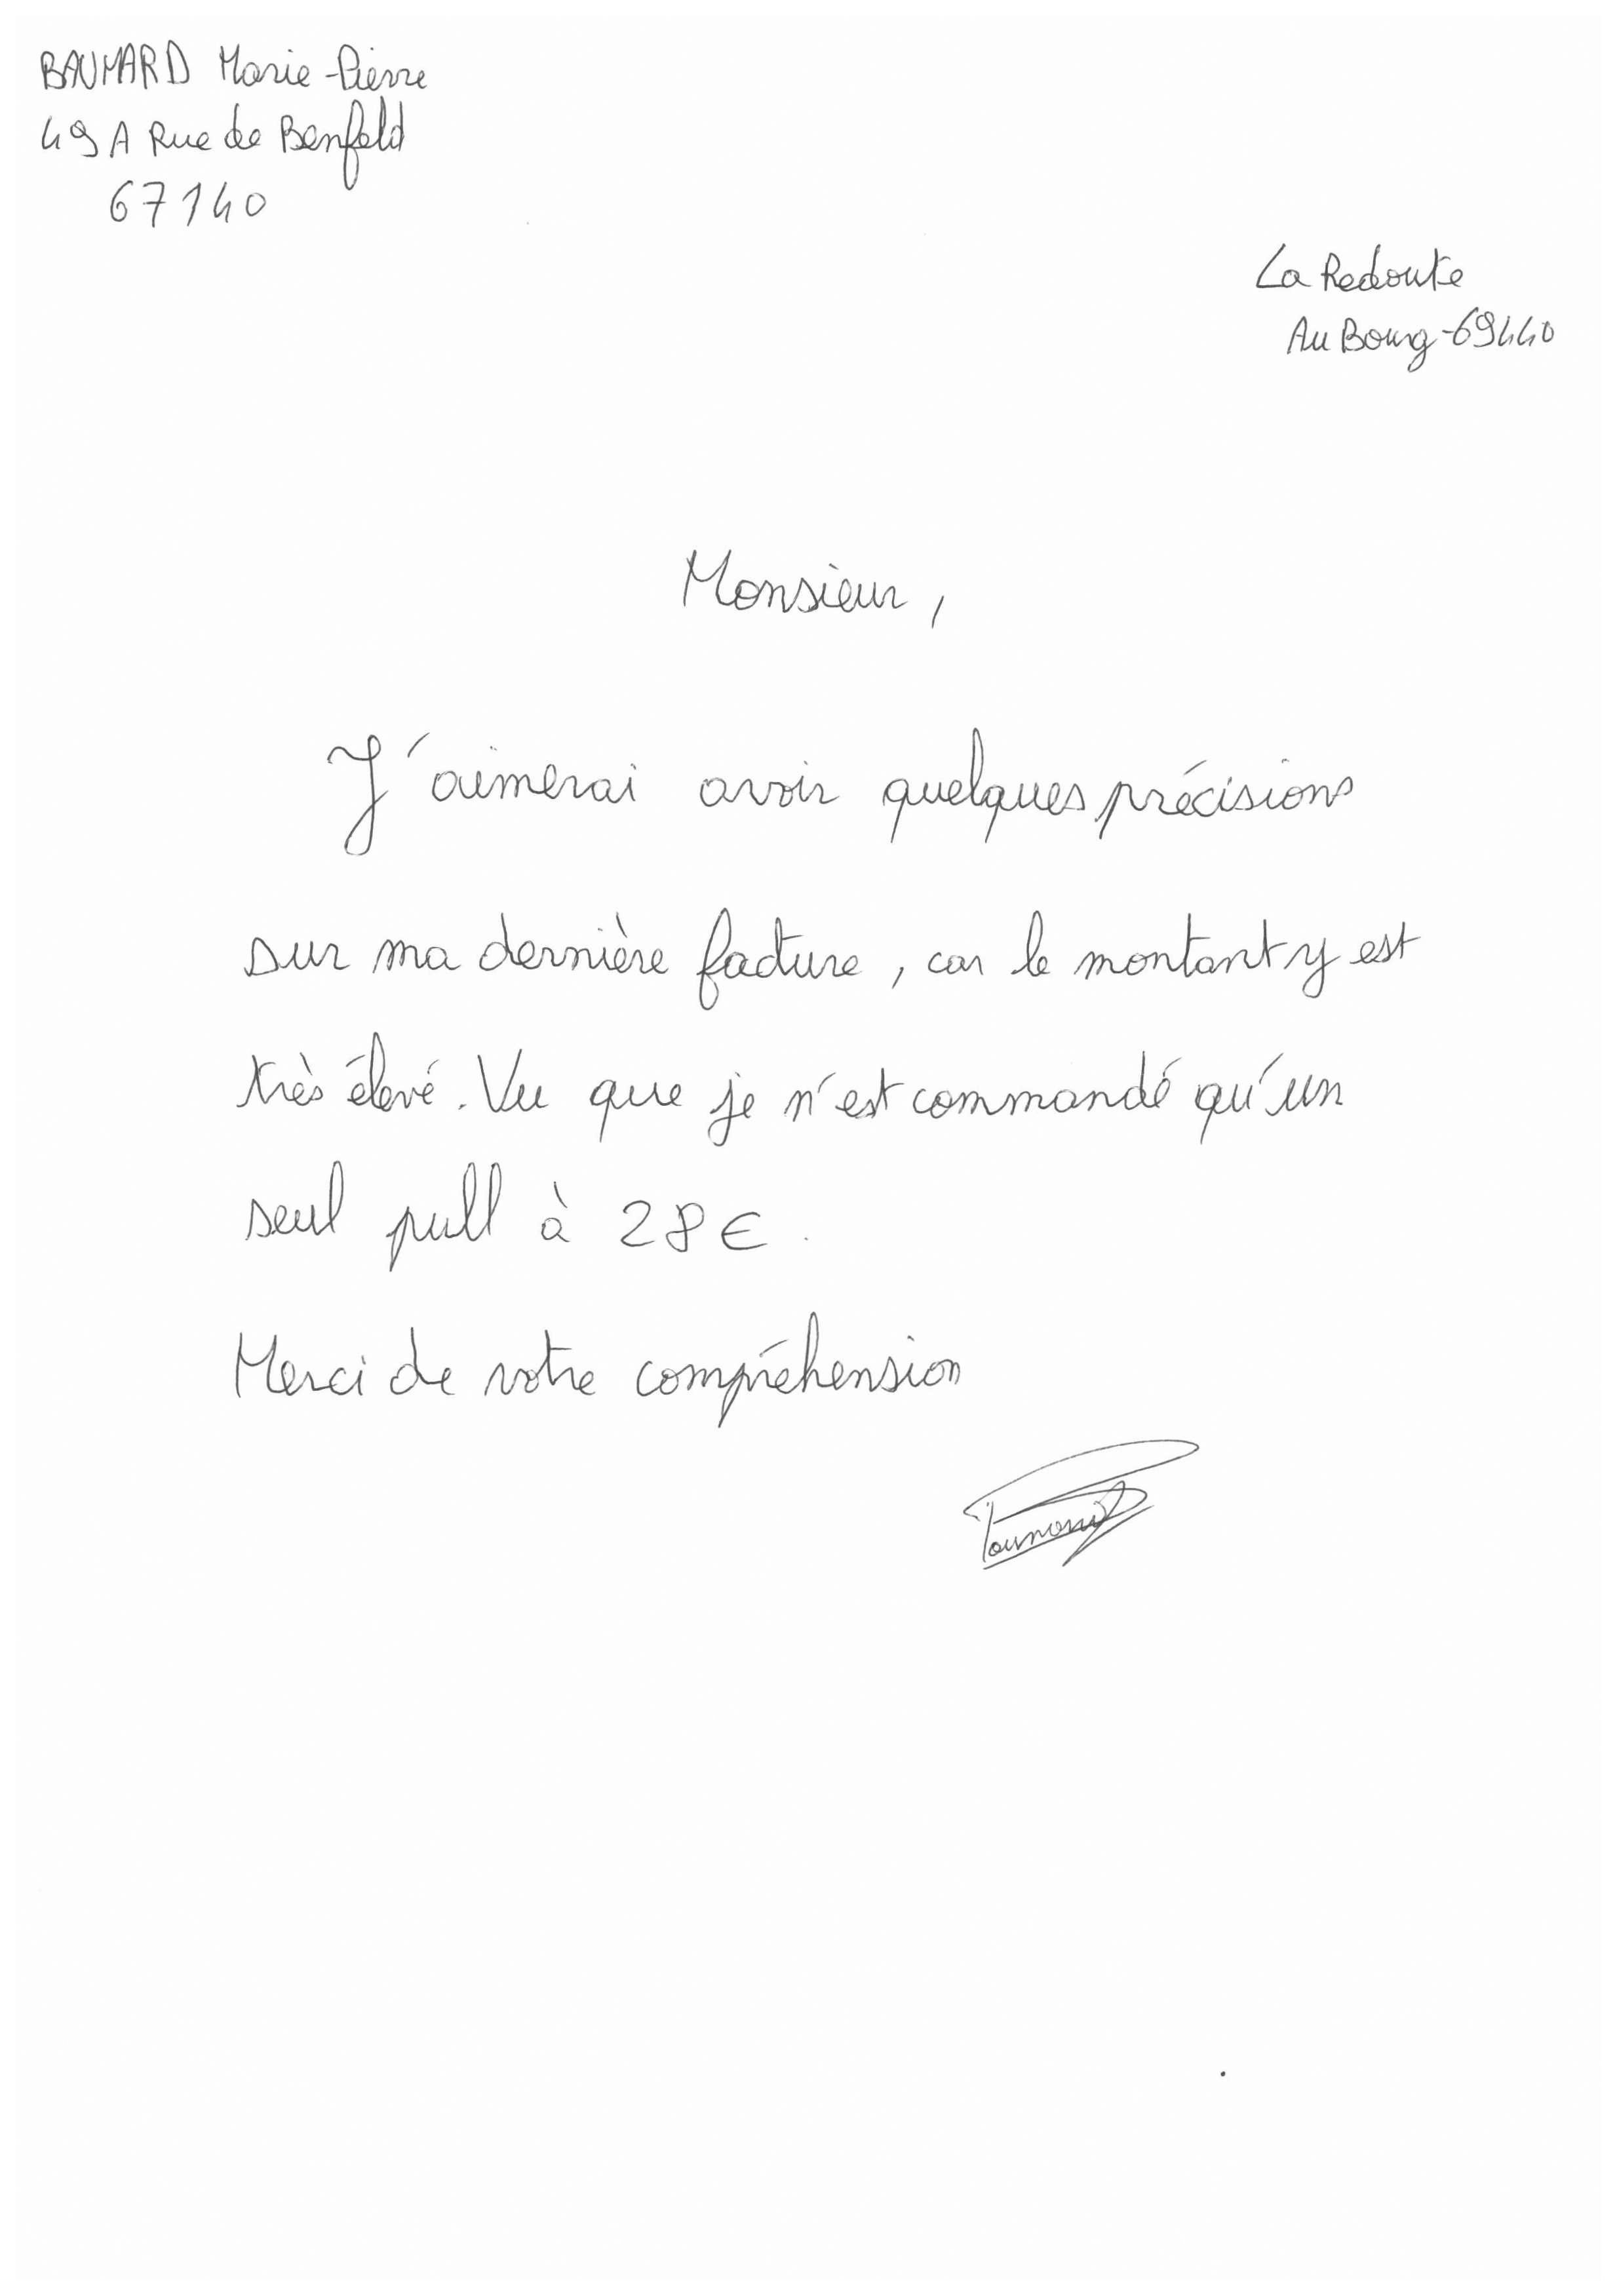 BAUMARD Marie-Pierre
49 A Rue de Benfeld
67140
La Redoute
Au Bourg-69440
Monsieur,
J'aimerai avoir quelques précisions
sur ma dernière facture, car le montant y est
très élevé. Vu que je n'est commandé qu'un
seul pull à 28€.
Merci de votre compréhension